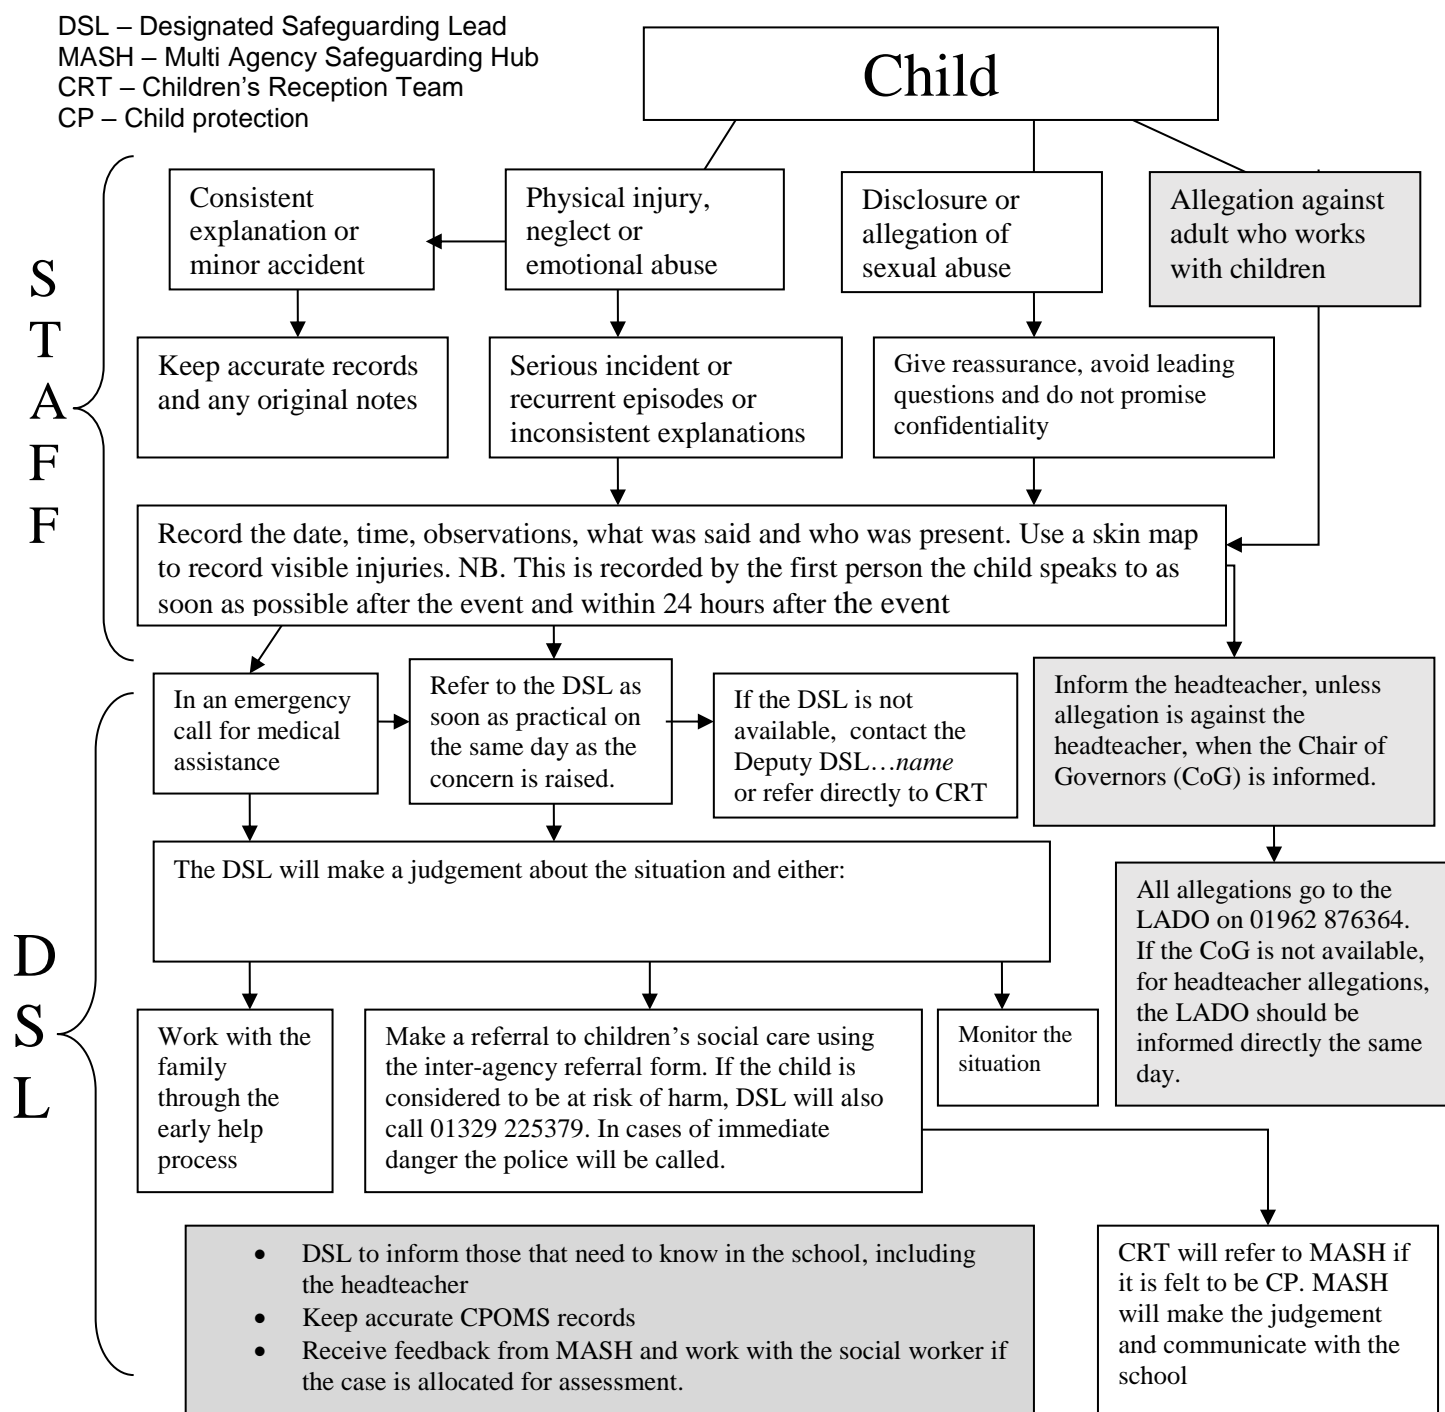 DSL – Designated Safeguarding Lead
MASH – Multi Agency Safeguarding Hub
CRT – Children's Reception Team
CP – Child protection
Child
S
T
A
F
F
Consistent
explanation or
minor accident
Physical injury,
neglect or
emotional abuse
Disclosure or
allegation of
sexual abuse
Allegation against
adult who works
with children
Keep accurate records
and any original notes
Serious incident or
recurrent episodes or
inconsistent explanations
Give reassurance, avoid leading
questions and do not promise
confidentiality
Record the date, time, observations, what was said and who was present. Use a skin map
to record visible injuries. NB. This is recorded by the first person the child speaks to as
soon as possible after the event and within 24 hours after the event
D
S
L
In an emergency
call for medical
assistance
Refer to the DSL as
soon as practical on
the same day as the
concern is raised.
If the DSL is not
available,  contact the
Deputy DSL…name
or refer directly to CRT
Inform the headteacher, unless
allegation is against the
headteacher, when the Chair of
Governors (CoG) is informed.
The DSL will make a judgement about the situation and either:
All allegations go to the
LADO on 01962 876364.
If the CoG is not available,
for headteacher allegations,
the LADO should be
informed directly the same
day.
Work with the
family
through the
early help
process
Make a referral to children's social care using
the inter-agency referral form. If the child is
considered to be at risk of harm, DSL will also
call 01329 225379. In cases of immediate
danger the police will be called.
Monitor the
situation
• DSL to inform those that need to know in the school, including
the headteacher
• Keep accurate CPOMS records
• Receive feedback from MASH and work with the social worker if
the case is allocated for assessment.
CRT will refer to MASH if
it is felt to be CP. MASH
will make the judgement
and communicate with the
school